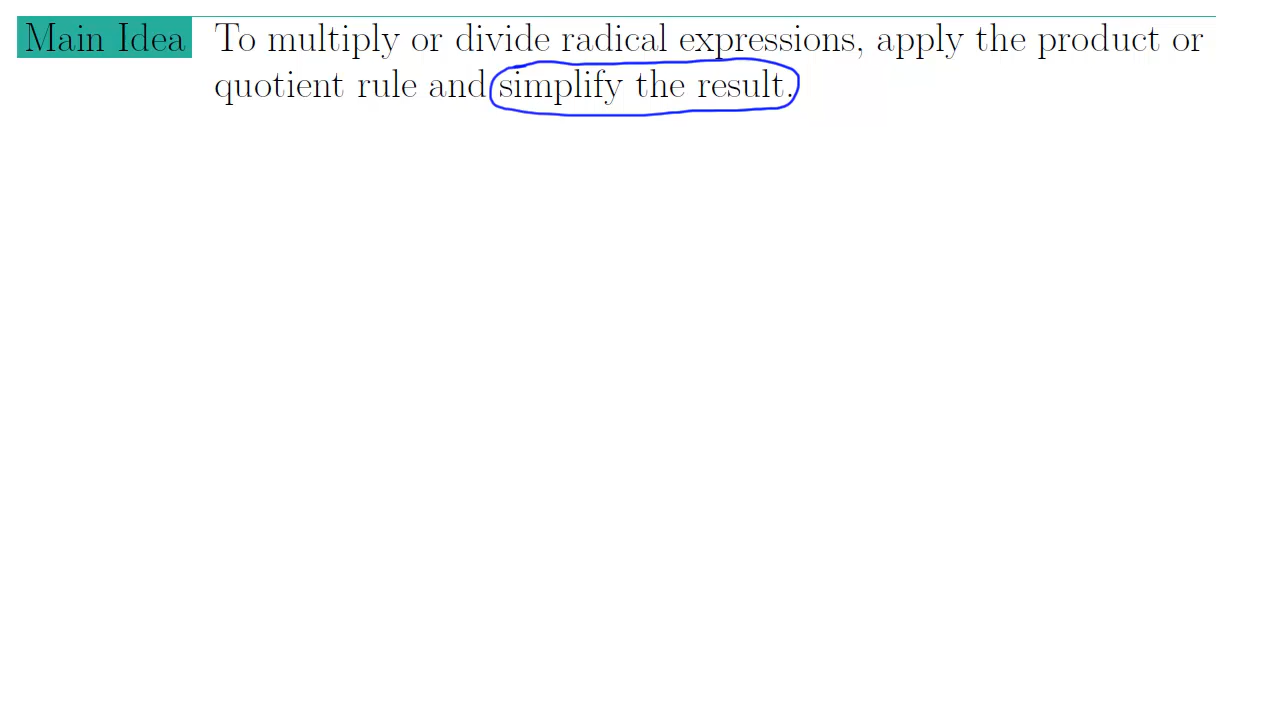 Main Idea To multiply or divide radical expressions, apply the product or
quotient rule and simplify the result.